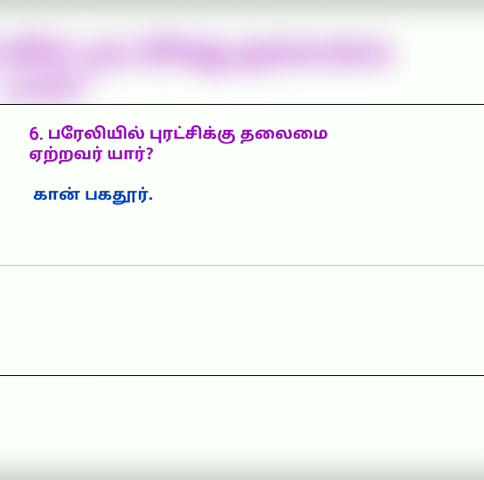 6. பரேலியில் புரட்சிக்கு தலைமை
ஏற்றவர் யார்?
கான் பகதூர்.